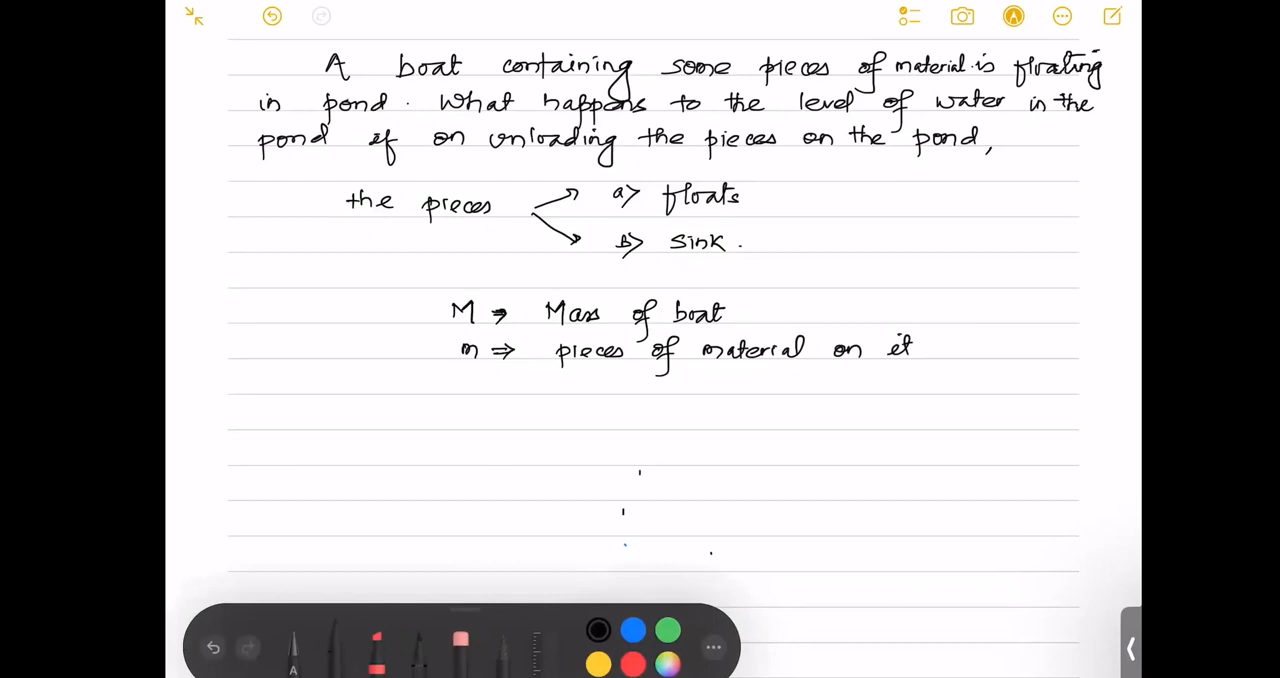 A boat containing some pieces of material is floating
in pond. What happens to the level of water in the
pond if on unloading the pieces on the pond,
the pieces → a> floats
→ b> sink.
M ⇒ Mass of boat
m ⇒ pieces of material on it
A